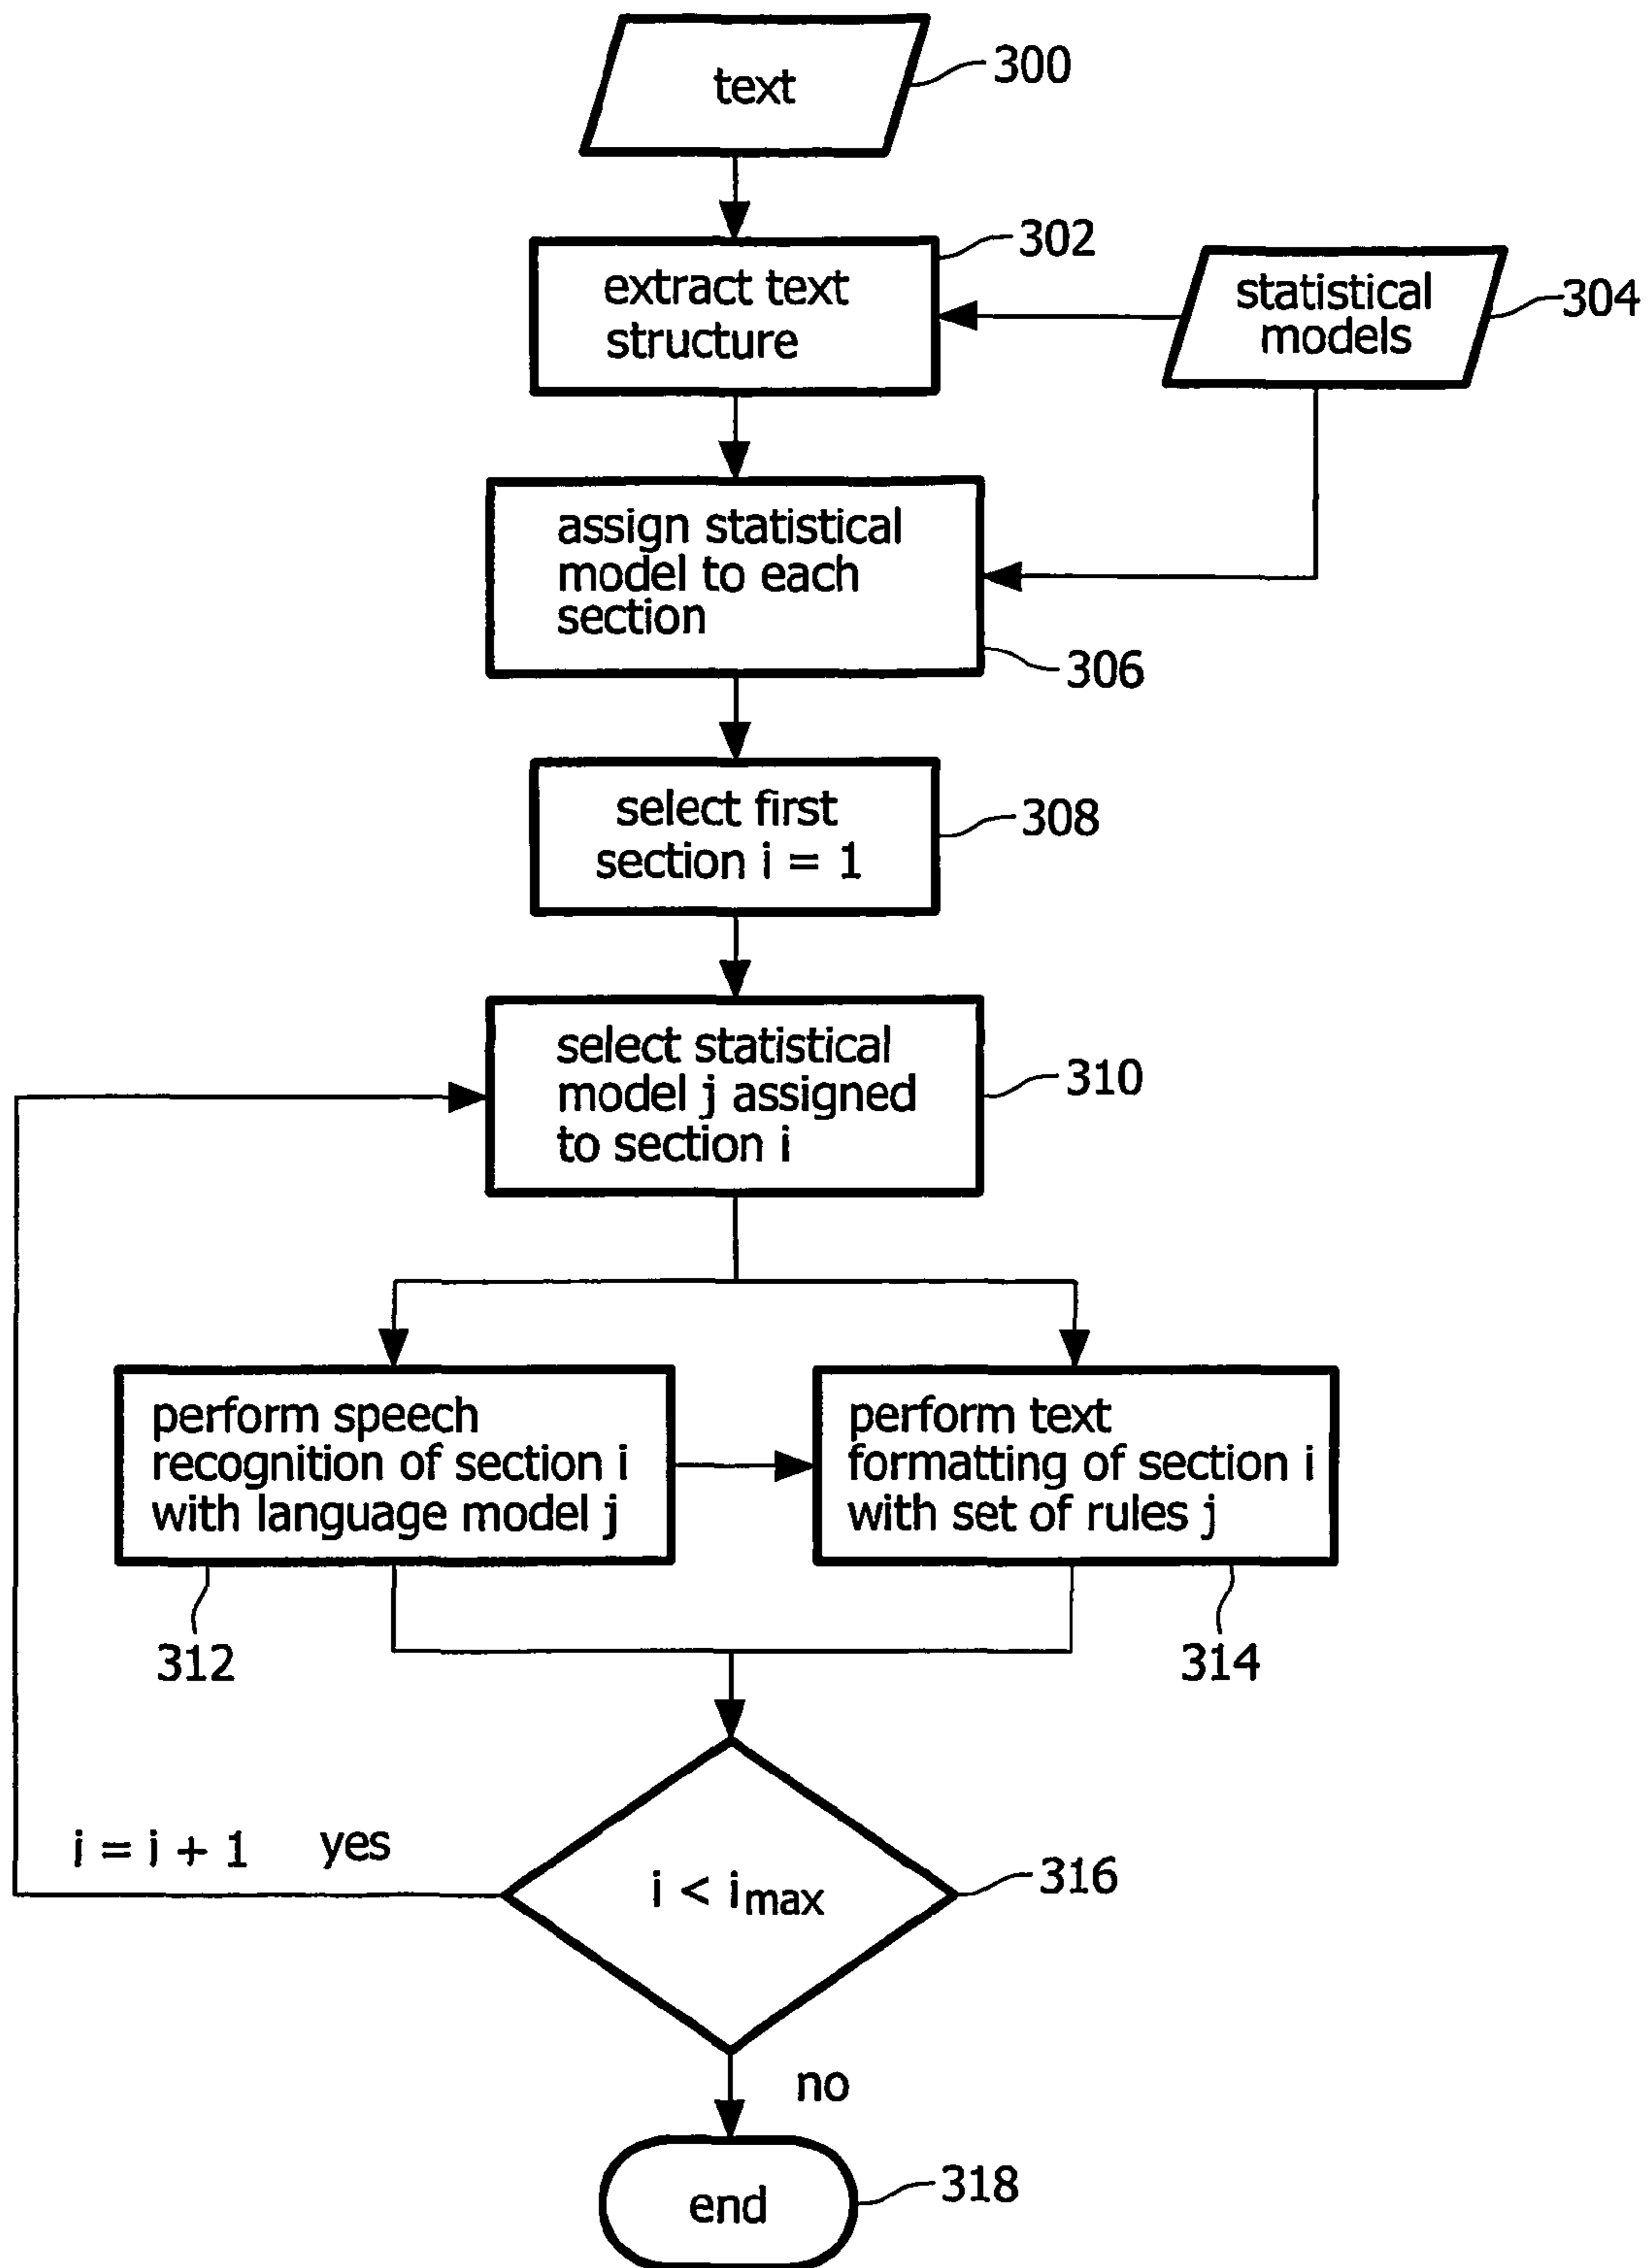 text
300
302
extract text
structure
statistical
models
304
assign statistical
model to each
section
306
select first
section i = 1
308
select statistical
model j assigned
to section i
310
perform speech
recognition of section i
with language model j
perform text
formatting of section i
with set of rules j
312
314
i = i + 1 yes
i < imax
316
no
end
318